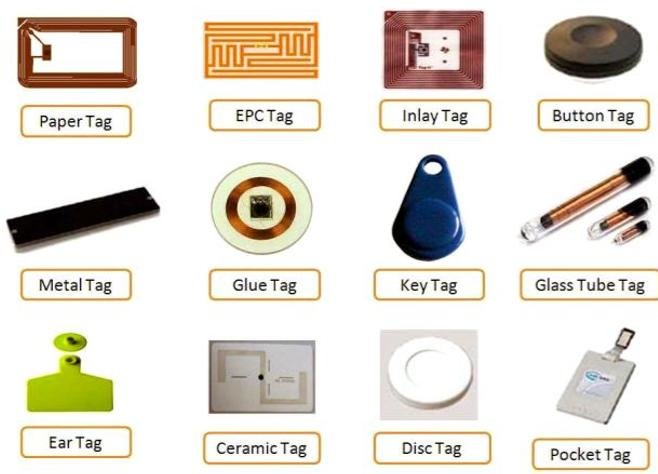 Paper Tag
EPC Tag
Inlay Tag
Button Tag
Metal Tag
Glue Tag
Key Tag
Glass Tube Tag
Ear Tag
Ceramic Tag
Disc Tag
Pocket Tag